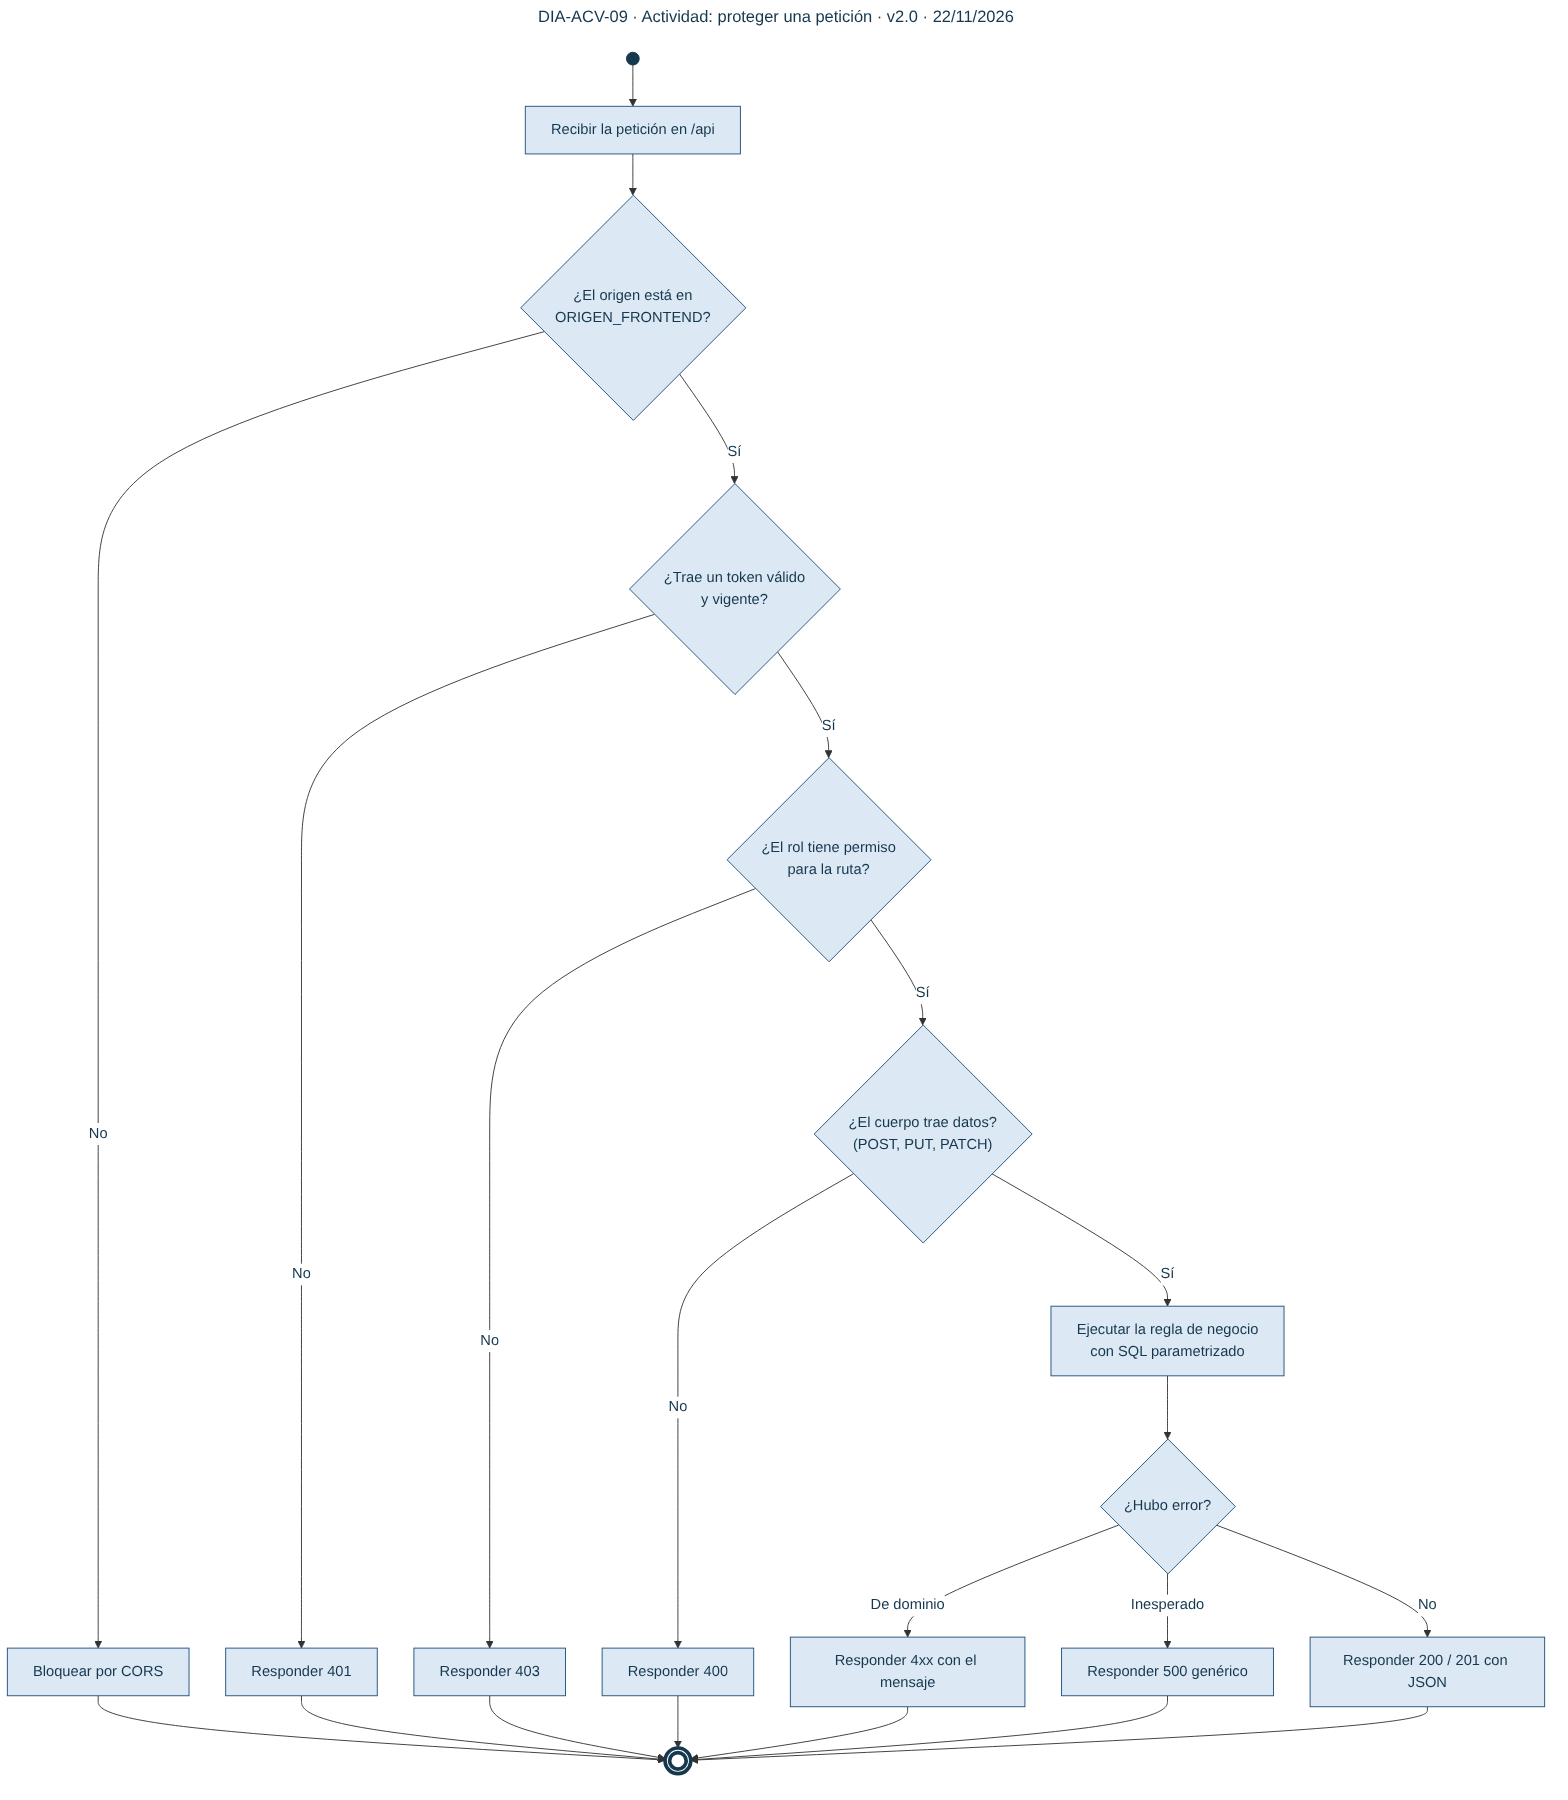 DIA-ACV-09 · Actividad: proteger una petición · v2.0 · 22/11/2026
Recibir la petición en /api
¿El origen está en
ORIGEN_FRONTEND?
Sí
¿Trae un token válido
y vigente?
Sí
¿El rol tiene permiso
para la ruta?
Sí
¿El cuerpo trae datos?
(POST, PUT, PATCH)
No
No
Sí
No
No
Ejecutar la regla de negocio
con SQL parametrizado
¿Hubo error?
De dominio
Inesperado
No
Bloquear por CORS
Responder 401
Responder 403
Responder 400
Responder 4xx con el
mensaje
Responder 500 genérico
Responder 200 / 201 con
JSON